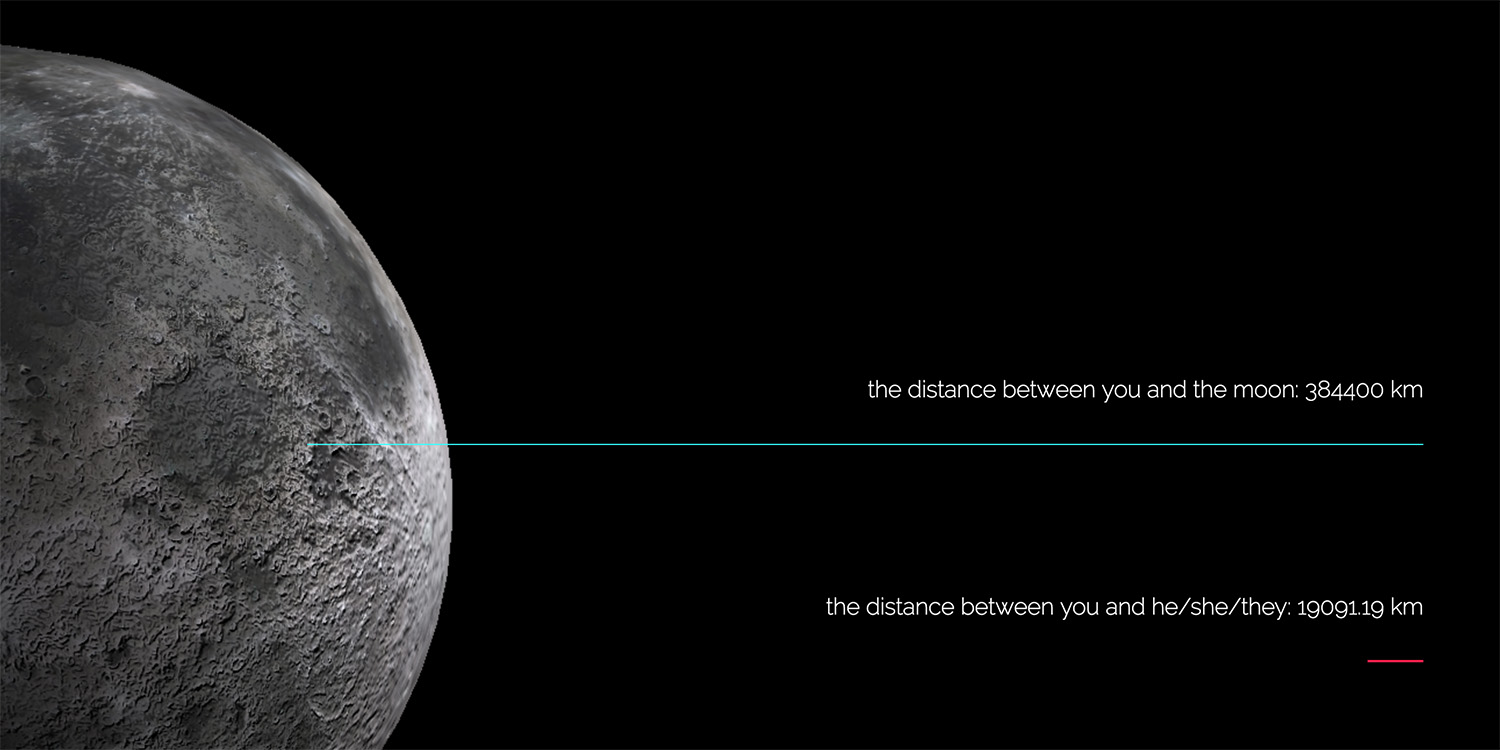 the distance between you and the moon: 384400 km
the distance between you and he/she/they: 19091.19 km